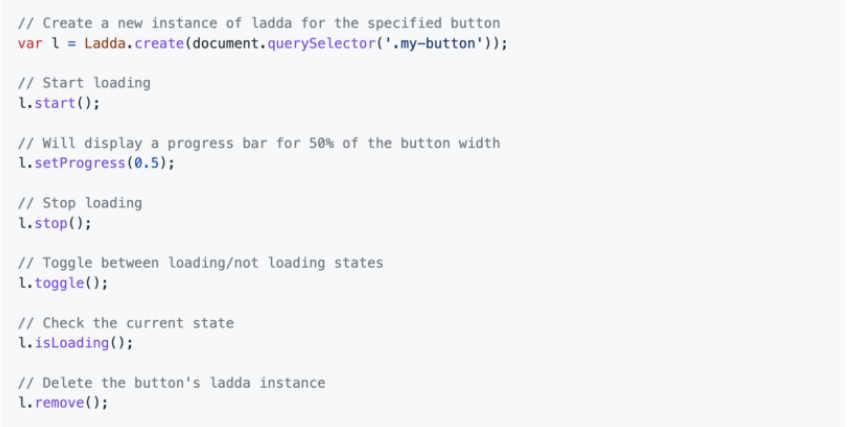 // Create a new instance of ladda for the specified button
var l = Ladda.create(document.querySelector('.my-button'));
// Start loading
l.start();
// Will display a progress bar for 50% of the button width
l.setProgress(0.5);
// Stop loading
l.stop();
// Toggle between loading/not loading states
l.toggle();
// Check the current state
l.isLoading();
// Delete the button's ladda instance
l.remove();